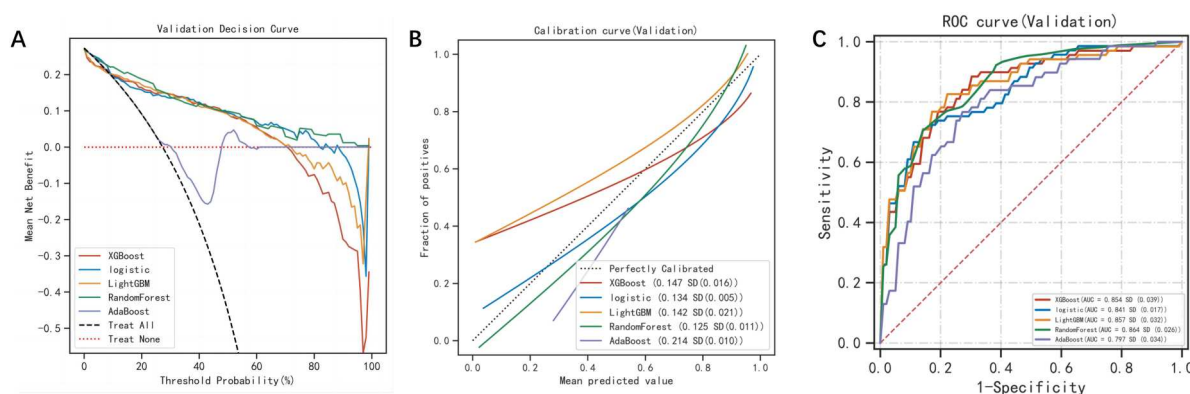 A
Validation Decision Curve
Mean Net Benefit
0.2
0.1
0.0
-0.1
-0.2
-0.3
-0.4
-0.5
XGBoost
logistic
LightGBM
RandomForest
AdaBoost
Treat All
Treat None
0 20 40 60 80 100
Threshold Probability(%)
B
Calibration curve(Validation)
Fraction of positives
1.0
0.8
0.6
0.4
0.2
0.0
Perfectly Calibrated
XGBoost (0.147 SD(0.016))
logistic (0.134 SD(0.005))
LightGBM (0.142 SD(0.021))
RandomForest (0.125 SD(0.011))
AdaBoost (0.214 SD(0.010))
0.0 0.2 0.4 0.6 0.8 1.0
Mean predicted value
C
ROC curve(Validation)
Sensitivity
1.0
0.8
0.6
0.4
0.2
0.0
XGBoost(AUC = 0.854 SD (0.039))
logistic(AUC = 0.841 SD (0.017))
LightGBM(AUC = 0.857 SD (0.032))
RandomForest(AUC = 0.864 SD (0.026))
AdaBoost(AUC = 0.797 SD (0.034))
0.0 0.2 0.4 0.6 0.8 1.0
1-Specificity